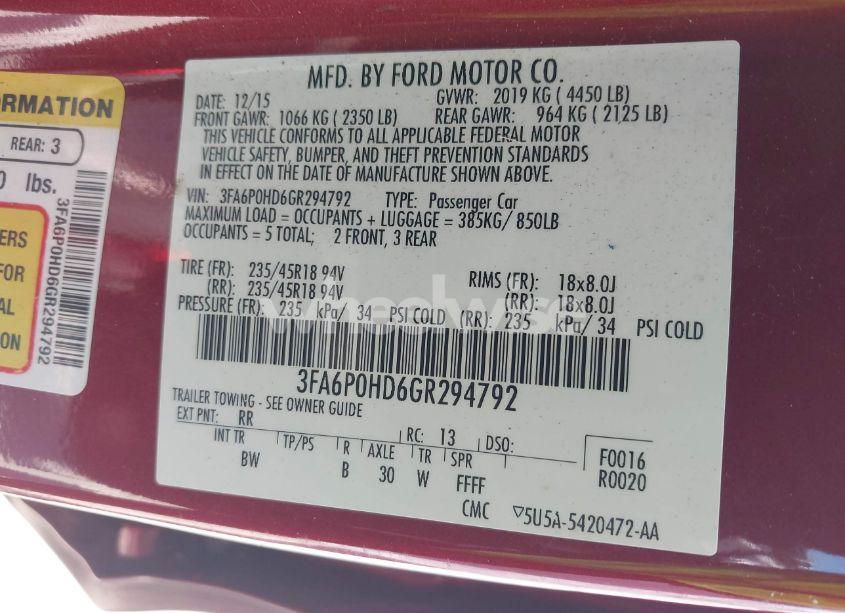 ORMATION
REAR: 3
0 lbs.
ERS
FOR
AL
ON
3FA6P0HD6GR294792
MFD. BY FORD MOTOR CO.
DATE: 12/15 GVWR: 2019 KG ( 4450 LB)
FRONT GAWR: 1066 KG ( 2350 LB) REAR GAWR: 964 KG ( 2125 LB)
THIS VEHICLE CONFORMS TO ALL APPLICABLE FEDERAL MOTOR
VEHICLE SAFETY, BUMPER, AND THEFT PREVENTION STANDARDS
IN EFFECT ON THE DATE OF MANUFACTURE SHOWN ABOVE.
VIN: 3FA6P0HD6GR294792 TYPE: Passenger Car
MAXIMUM LOAD = OCCUPANTS + LUGGAGE = 385KG/ 850LB
OCCUPANTS = 5 TOTAL; 2 FRONT, 3 REAR
TIRE (FR): 235/45R18 94V RIMS (FR): 18x8.0J
(RR): 235/45R18 94V (RR): 18x8.0J
PRESSURE (FR): 235 kPa/ 34 PSI COLD (RR): 235 kPa/ 34 PSI COLD
wheelwise
3FA6P0HD6GR294792
TRAILER TOWING - SEE OWNER GUIDE
EXT PNT: RR RC: 13 DSO:
INT TR TP/PS R AXLE TR SPR F0016
BW B 30 W FFFF R0020
CMC ▽5U5A-5420472-AA